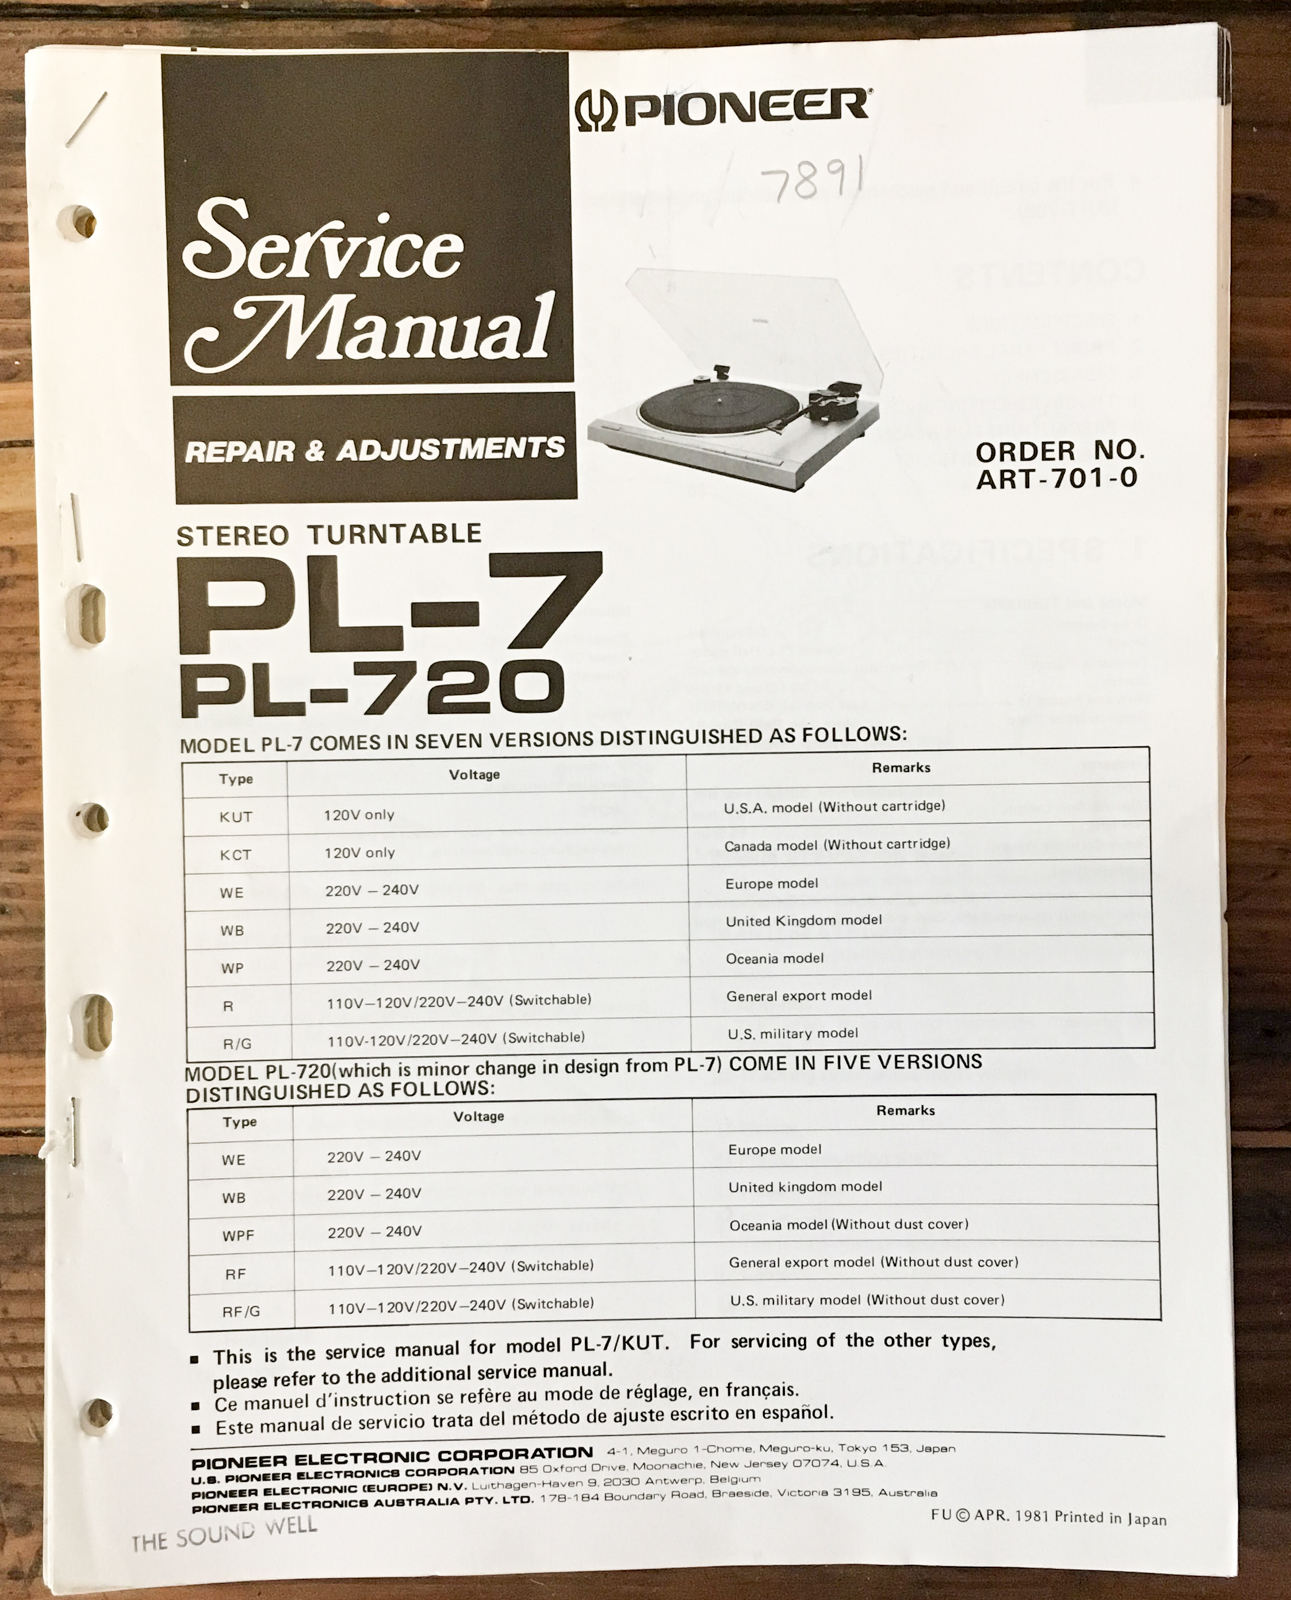 PIONEER®
7891
Service
Manual
REPAIR & ADJUSTMENTS
ORDER NO.
ART-701-0
STEREO TURNTABLE
PL-7
PL-720
MODEL PL-7 COMES IN SEVEN VERSIONS DISTINGUISHED AS FOLLOWS:
Type Voltage Remarks
KUT 120V only U.S.A. model (Without cartridge)
KCT 120V only Canada model (Without cartridge)
WE 220V – 240V Europe model
WB 220V – 240V United Kingdom model
WP 220V – 240V Oceania model
R 110V–120V/220V–240V (Switchable) General export model
R/G 110V-120V/220V–240V (Switchable) U.S. military model
MODEL PL-720(which is minor change in design from PL-7) COME IN FIVE VERSIONS
DISTINGUISHED AS FOLLOWS:
Type Voltage Remarks
WE 220V – 240V Europe model
WB 220V – 240V United kingdom model
WPF 220V – 240V Oceania model (Without dust cover)
RF 110V–120V/220V–240V (Switchable) General export model (Without dust cover)
RF/G 110V–120V/220V–240V (Switchable) U.S. military model (Without dust cover)
■ This is the service manual for model PL-7/KUT. For servicing of the other types,
please refer to the additional service manual.
■ Ce manuel d'instruction se refère au mode de réglage, en français.
■ Este manual de servicio trata del método de ajuste escrito en español.
PIONEER ELECTRONIC CORPORATION 4-1, Meguro 1-Chome, Meguro-ku, Tokyo 153, Japan
U.S. PIONEER ELECTRONICS CORPORATION 85 Oxford Drive, Moonachie, New Jersey 07074, U.S.A.
PIONEER ELECTRONIC (EUROPE) N.V. Luithagen-Haven 9, 2030 Antwerp, Belgium
PIONEER ELECTRONICS AUSTRALIA PTY. LTD. 178-184 Boundary Road, Braeside, Victoria 3195, Australia
FU © APR. 1981 Printed in Japan
THE SOUND WELL